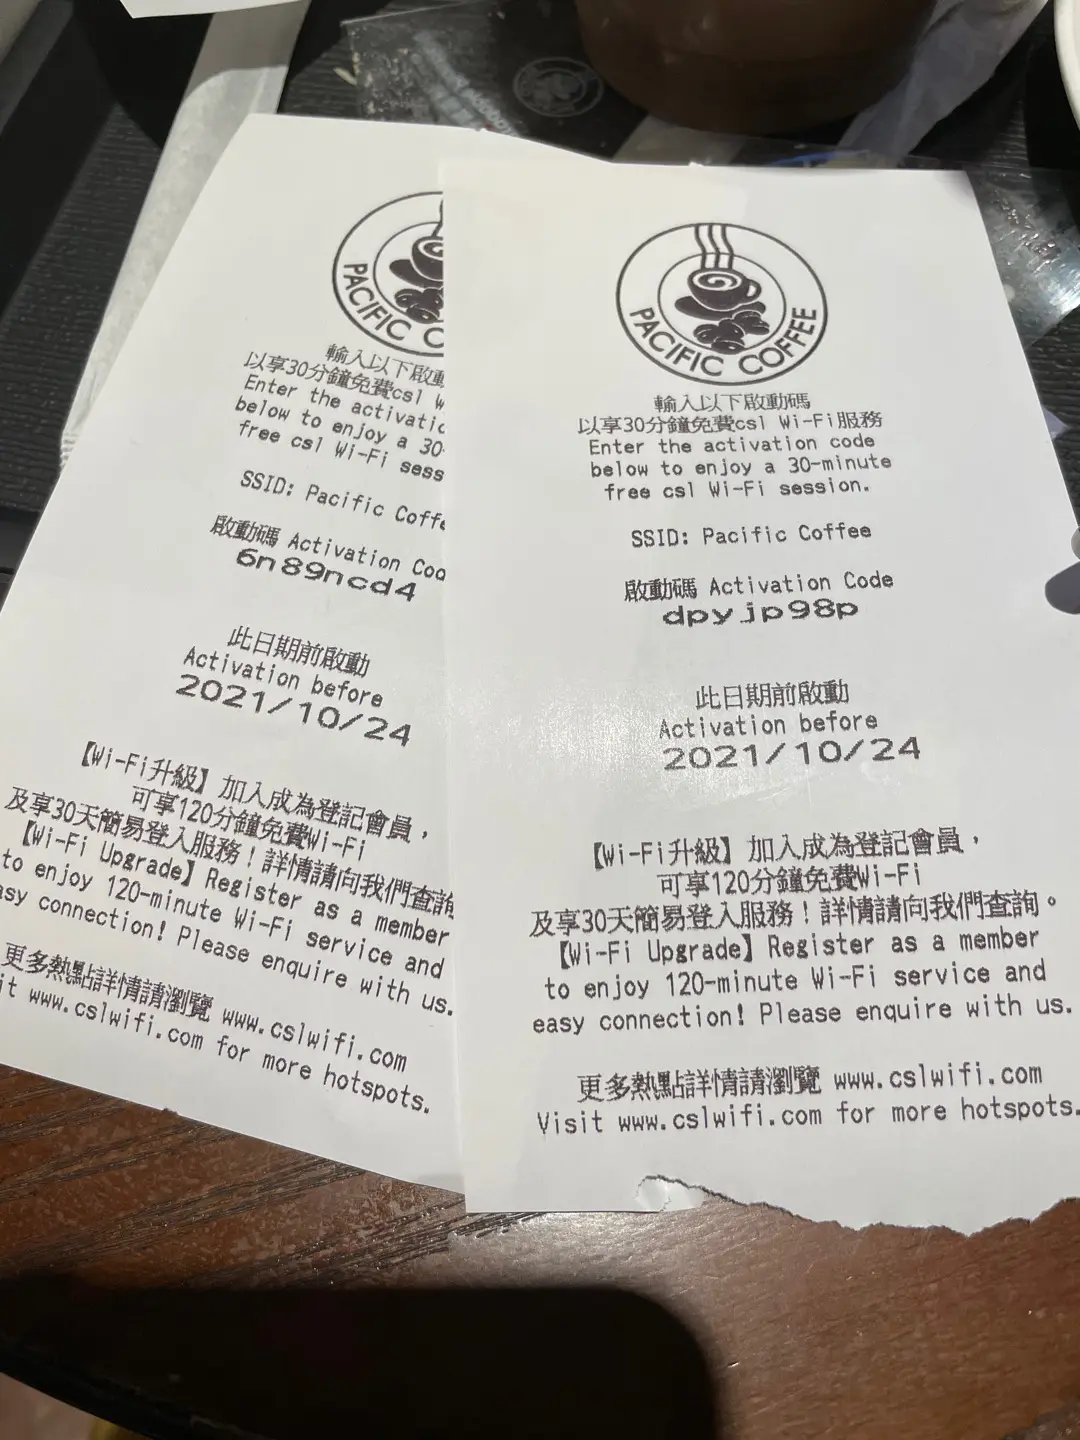 PACIFIC C
輸入以下啟動
以享30分鐘免費csl W
Enter the activatic
below to enjoy a 30-
free csl Wi-Fi sess
SSID: Pacific Coffe
啟動碼 Activation Cod
6n89ncd4
此日期前啟動
Activation before
2021/10/24
【Wi-Fi升級】加入成為登記會員，
可享120分鐘免費Wi-Fi
及享30天簡易登入服務！詳情請向我們查詢
【Wi-Fi Upgrade】Register as a member
to enjoy 120-minute Wi-Fi service and
asy connection! Please enquire with us.
更多熱點詳情請瀏覽 www.cslwifi.com
it www.cslwifi.com for more hotspots.
PACIFIC COFFEE
輸入以下啟動碼
以享30分鐘免費csl Wi-Fi服務
Enter the activation code
below to enjoy a 30-minute
free csl Wi-Fi session.
SSID: Pacific Coffee
啟動碼 Activation Code
dpyjp98p
此日期前啟動
Activation before
2021/10/24
【Wi-Fi升級】加入成為登記會員，
可享120分鐘免費Wi-Fi
及享30天簡易登入服務！詳情請向我們查詢。
【Wi-Fi Upgrade】Register as a member
to enjoy 120-minute Wi-Fi service and
easy connection! Please enquire with us.
更多熱點詳情請瀏覽 www.cslwifi.com
Visit www.cslwifi.com for more hotspots.